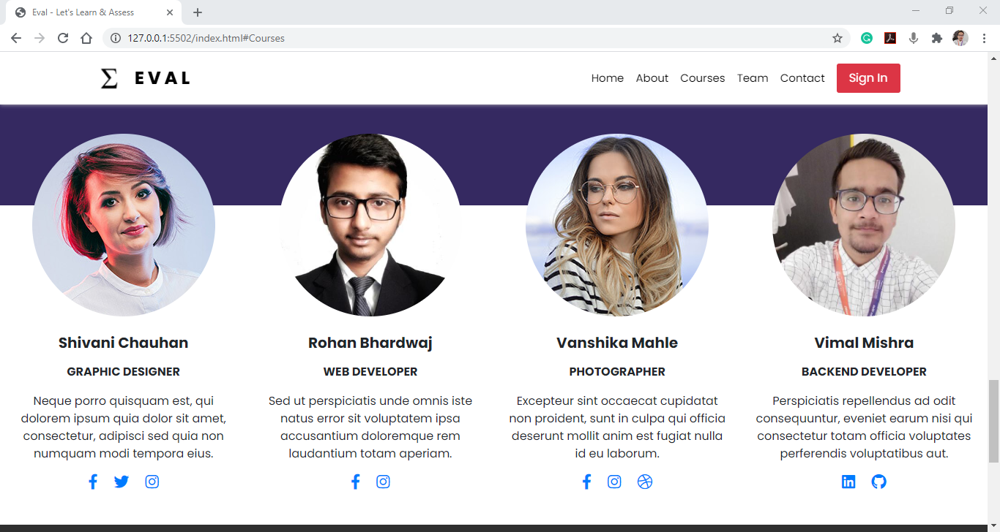 Eval - Let's Learn & Assess
127.0.0.1:5502/index.html#Courses
Σ EVAL
Home About Courses Team Contact Sign In
Shivani Chauhan
GRAPHIC DESIGNER
Neque porro quisquam est, qui
dolorem ipsum quia dolor sit amet,
consectetur, adipisci sed quia non
numquam modi tempora eius.
Rohan Bhardwaj
WEB DEVELOPER
Sed ut perspiciatis unde omnis iste
natus error sit voluptatem ipsa
accusantium doloremque rem
laudantium totam aperiam.
Vanshika Mahle
PHOTOGRAPHER
Excepteur sint occaecat cupidatat
non proident, sunt in culpa qui officia
deserunt mollit anim est fugiat nulla
id eu laborum.
Vimal Mishra
BACKEND DEVELOPER
Perspiciatis repellendus ad odit
consequuntur, eveniet earum nisi qui
consectetur totam officia voluptates
perferendis voluptatibus aut.